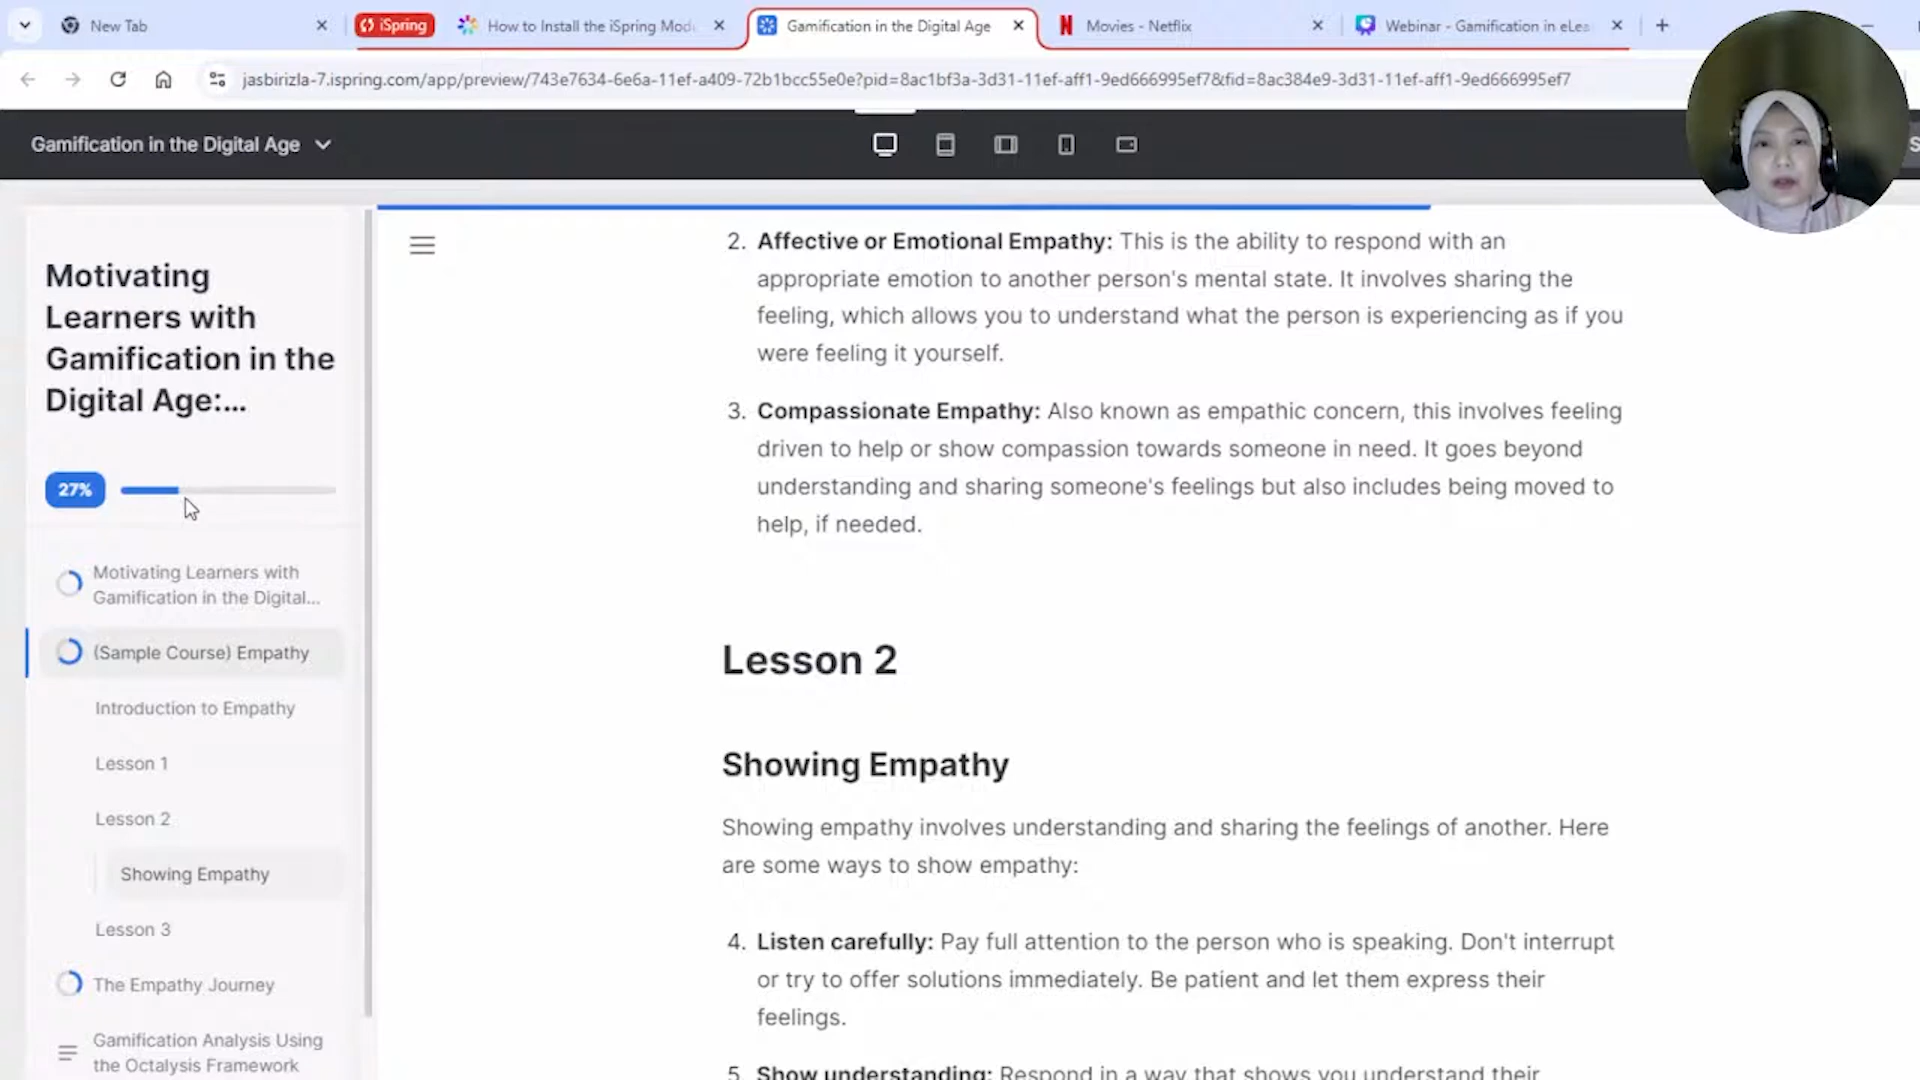 New Tab
iSpring
How to Install the iSpring Mod
Gamification in the Digital Age
Movies - Netflix
Webinar - Gamification in eLea
jasbirizla-7.ispring.com/app/preview/743e7634-6e6a-11ef-a409-72b1bcc55e0e?pid=8ac1bf3a-3d31-11ef-aff1-9ed666995ef7&fid=8ac384e9-3d31-11ef-aff1-9ed666995ef7
Gamification in the Digital Age
Motivating
Learners with
Gamification in the
Digital Age:...
27%
Motivating Learners with
Gamification in the Digital...
(Sample Course) Empathy
Introduction to Empathy
Lesson 1
Lesson 2
Showing Empathy
Lesson 3
The Empathy Journey
Gamification Analysis Using
the Octalysis Framework
2. Affective or Emotional Empathy: This is the ability to respond with an
appropriate emotion to another person's mental state. It involves sharing the
feeling, which allows you to understand what the person is experiencing as if you
were feeling it yourself.
3. Compassionate Empathy: Also known as empathic concern, this involves feeling
driven to help or show compassion towards someone in need. It goes beyond
understanding and sharing someone's feelings but also includes being moved to
help, if needed.
Lesson 2
Showing Empathy
Showing empathy involves understanding and sharing the feelings of another. Here
are some ways to show empathy:
4. Listen carefully: Pay full attention to the person who is speaking. Don't interrupt
or try to offer solutions immediately. Be patient and let them express their
feelings.
5. Show understanding: Respond in a way that shows you understand their